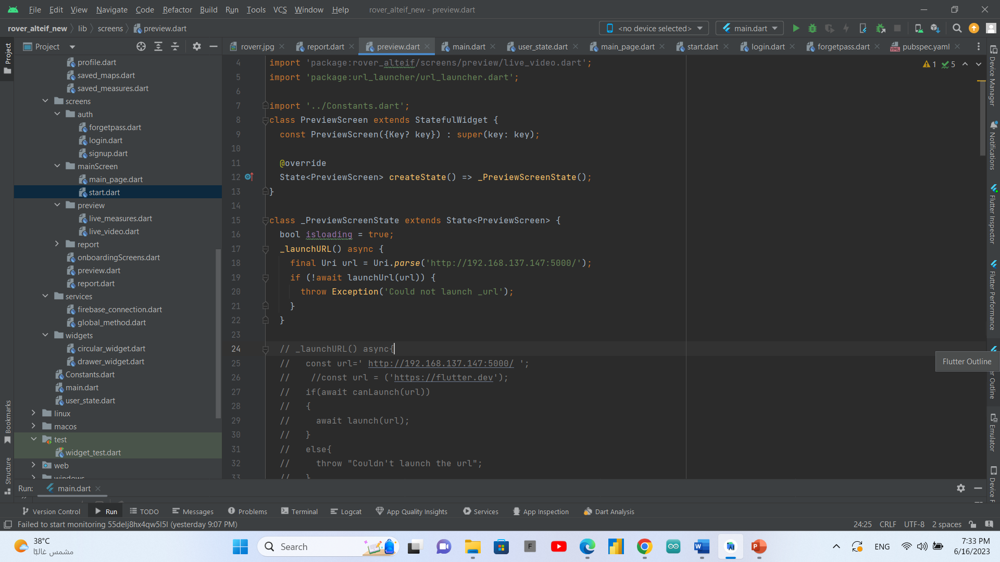 File Edit View Navigate Code Refactor Build Run Tools VCS Window Help rover_alteif_new - preview.dart
rover_alteif_new lib screens preview.dart <no device selected> main.dart
Project roverr.jpg report.dart preview.dart main.dart user_state.dart main_page.dart start.dart login.dart forgetpass.dart pubspec.yaml
profile.dart
saved_maps.dart
saved_measures.dart
screens
auth
forgetpass.dart
login.dart
signup.dart
mainScreen
main_page.dart
start.dart
preview
live_measures.dart
live_video.dart
report
onboardingScreens.dart
preview.dart
report.dart
services
firebase_connection.dart
global_method.dart
widgets
circular_widget.dart
drawer_widget.dart
Constants.dart
main.dart
user_state.dart
linux
macos
test
widget_test.dart
web
windows
Project
Bookmarks
Structure
1 5
4 import 'package:rover_alteif/screens/preview/live_video.dart';
5 import 'package:url_launcher/url_launcher.dart';
6
7 import '../Constants.dart';
8 class PreviewScreen extends StatefulWidget {
9 const PreviewScreen({Key? key}) : super(key: key);
10
11 @override
12 State<PreviewScreen> createState() => _PreviewScreenState();
13 }
14
15 class _PreviewScreenState extends State<PreviewScreen> {
16 bool isloading = true;
17 _launchURL() async {
18 final Uri url = Uri.parse('http://192.168.137.147:5000/');
19 if (!await launchUrl(url)) {
20 throw Exception('Could not launch _url');
21 }
22 }
23
24 // _launchURL() async{
25 // const url=' http://192.168.137.147:5000/ ';
26 // //const url = ('https://flutter.dev');
27 // if(await canLaunch(url))
28 // {
29 // await launch(url);
30 // }
31 // else{
32 // throw "Couldn't launch the url";
33 // }
Device Manager
Notifications
Flutter Inspector
Flutter Performance
Flutter Outline
r Outline
Emulator
Device F
Run: main.dart
Version Control Run TODO Messages Problems Terminal Logcat App Quality Insights Services App Inspection Dart Analysis
Failed to start monitoring 55delj8hx4qw5l5l (yesterday 9:07 PM) 24:25 CRLF UTF-8 2 spaces
38°C
مشمس غالبًا
Search
F
ENG
7:33 PM
6/16/2023